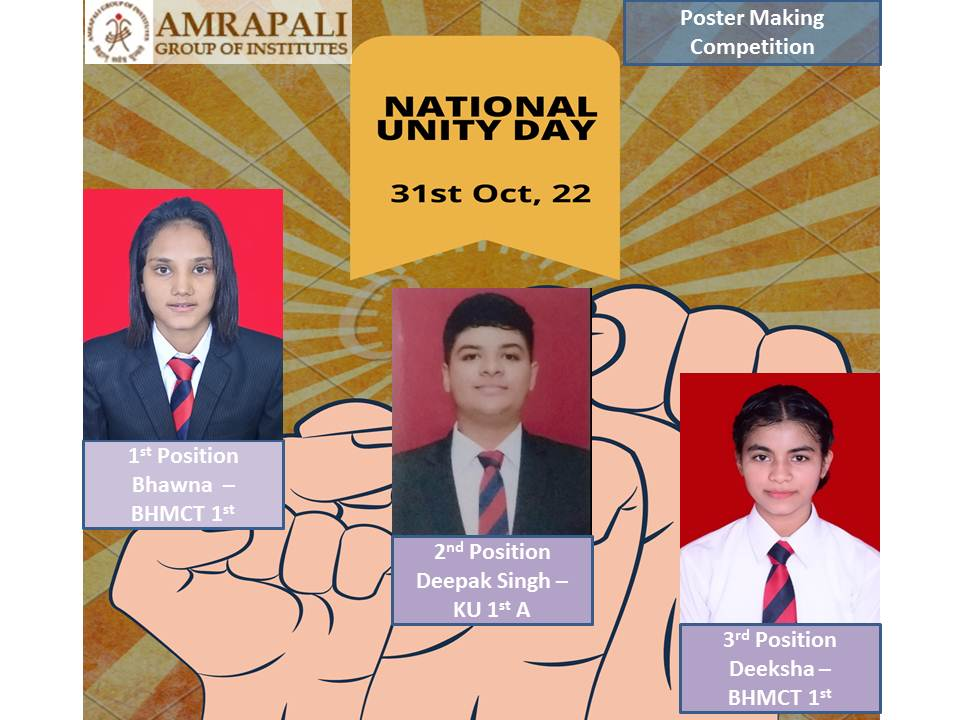 AMRAPALI
GROUP OF INSTITUTES
Poster Making
Competition
NATIONAL
UNITY DAY
31st Oct, 22
1st Position
Bhawna –
BHMCT 1st
2nd Position
Deepak Singh –
KU 1st A
3rd Position
Deeksha –
BHMCT 1st